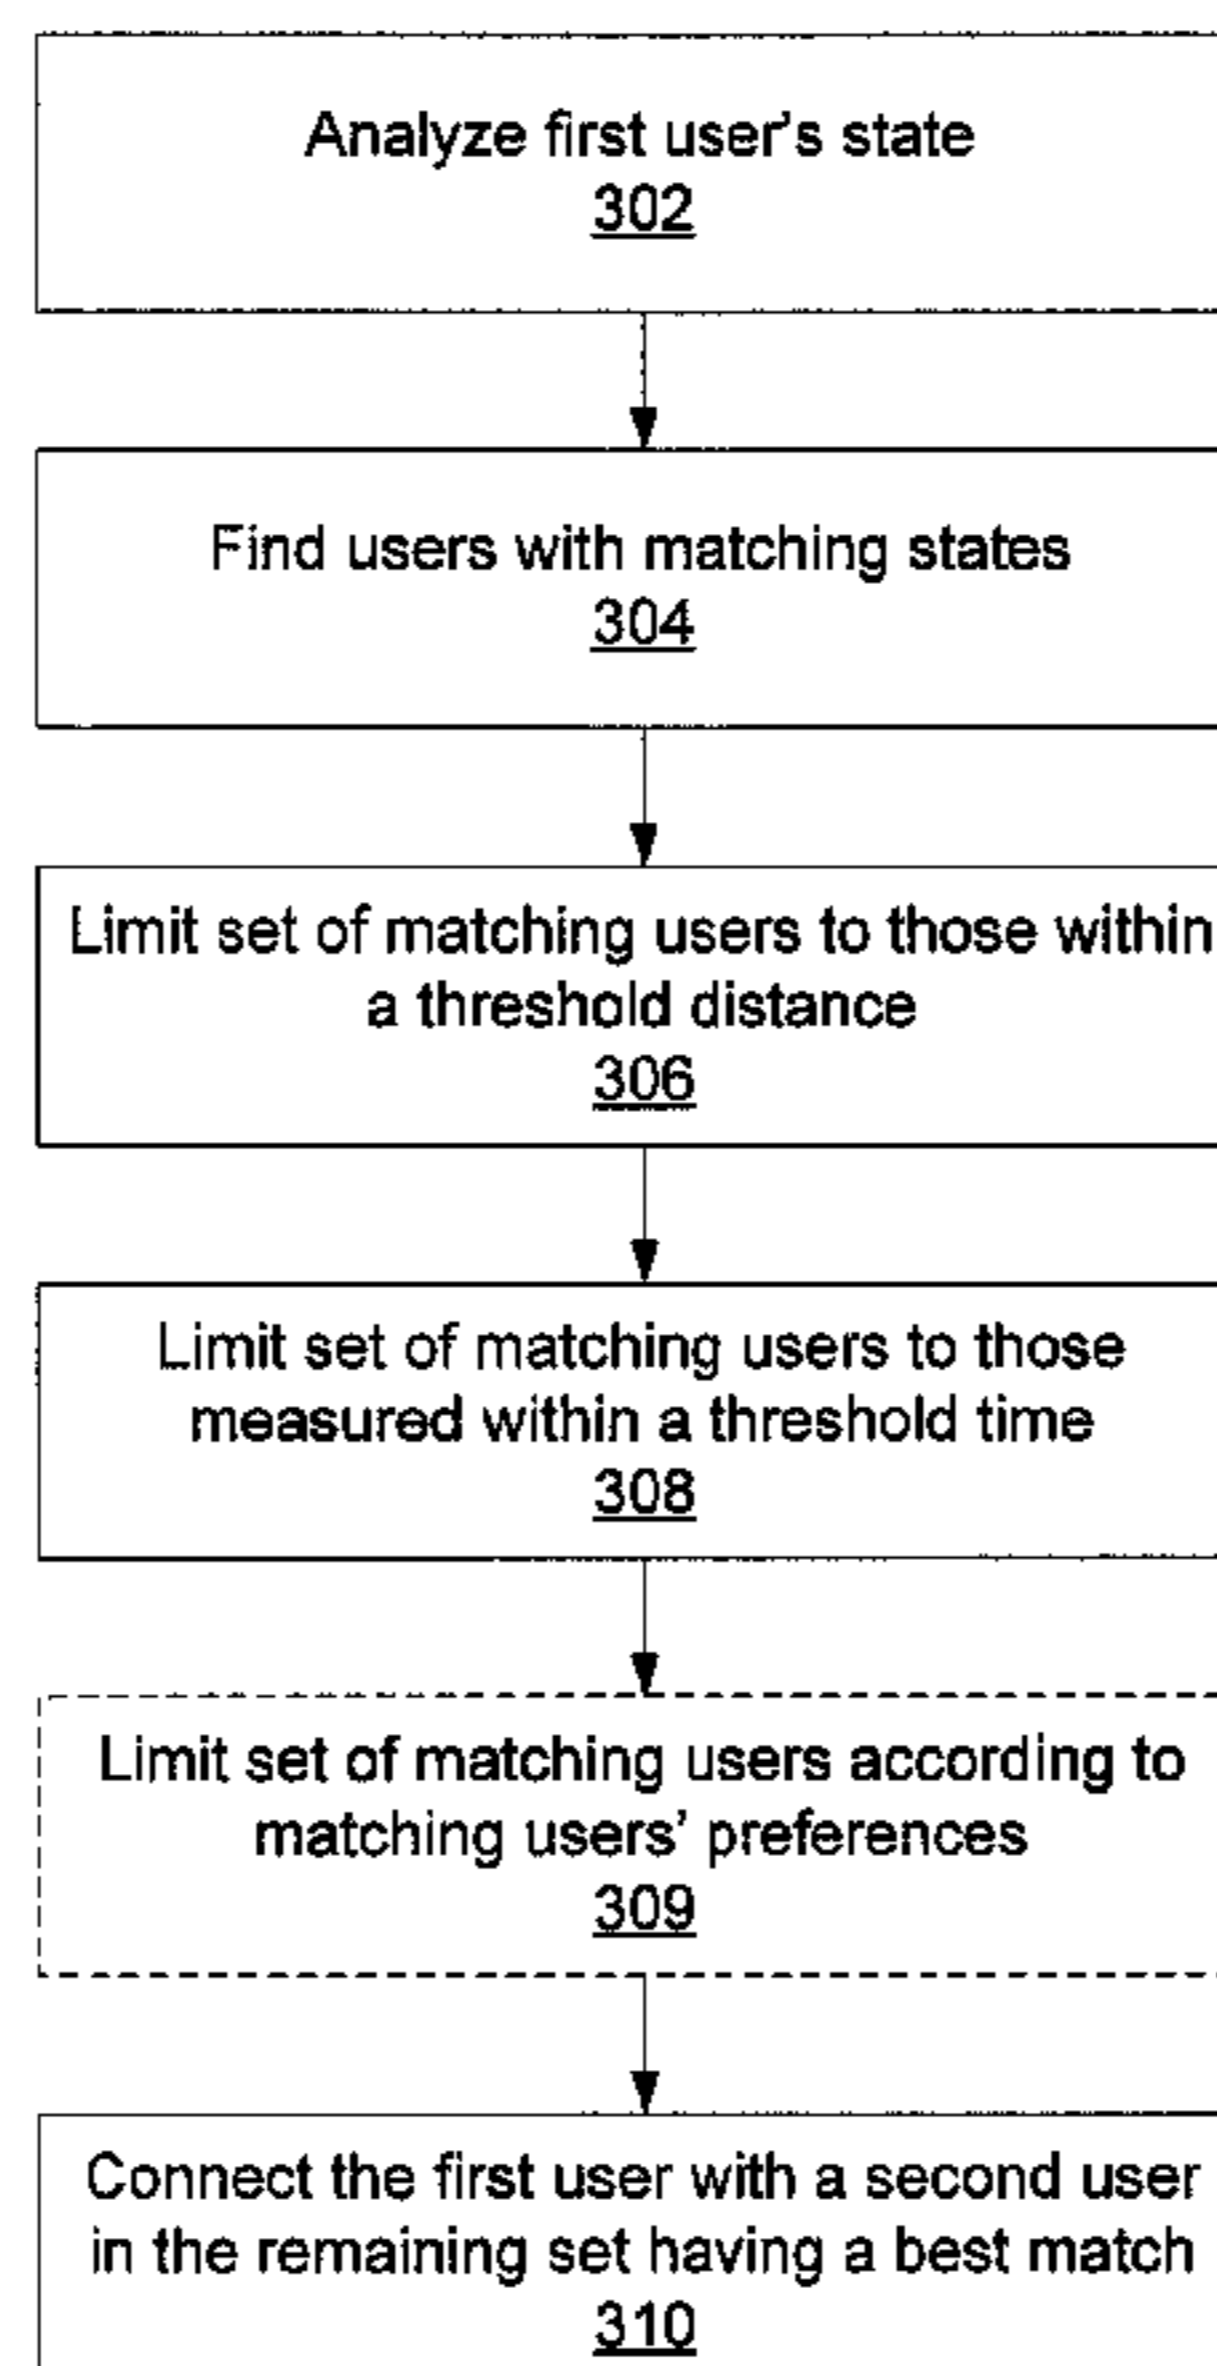 Analyze first user's state
302
Find users with matching states
304
Limit set of matching users to those within
a threshold distance
306
Limit set of matching users to those
measured within a threshold time
308
Limit set of matching users according to
matching users' preferences
309
Connect the first user with a second user
in the remaining set having a best match
310